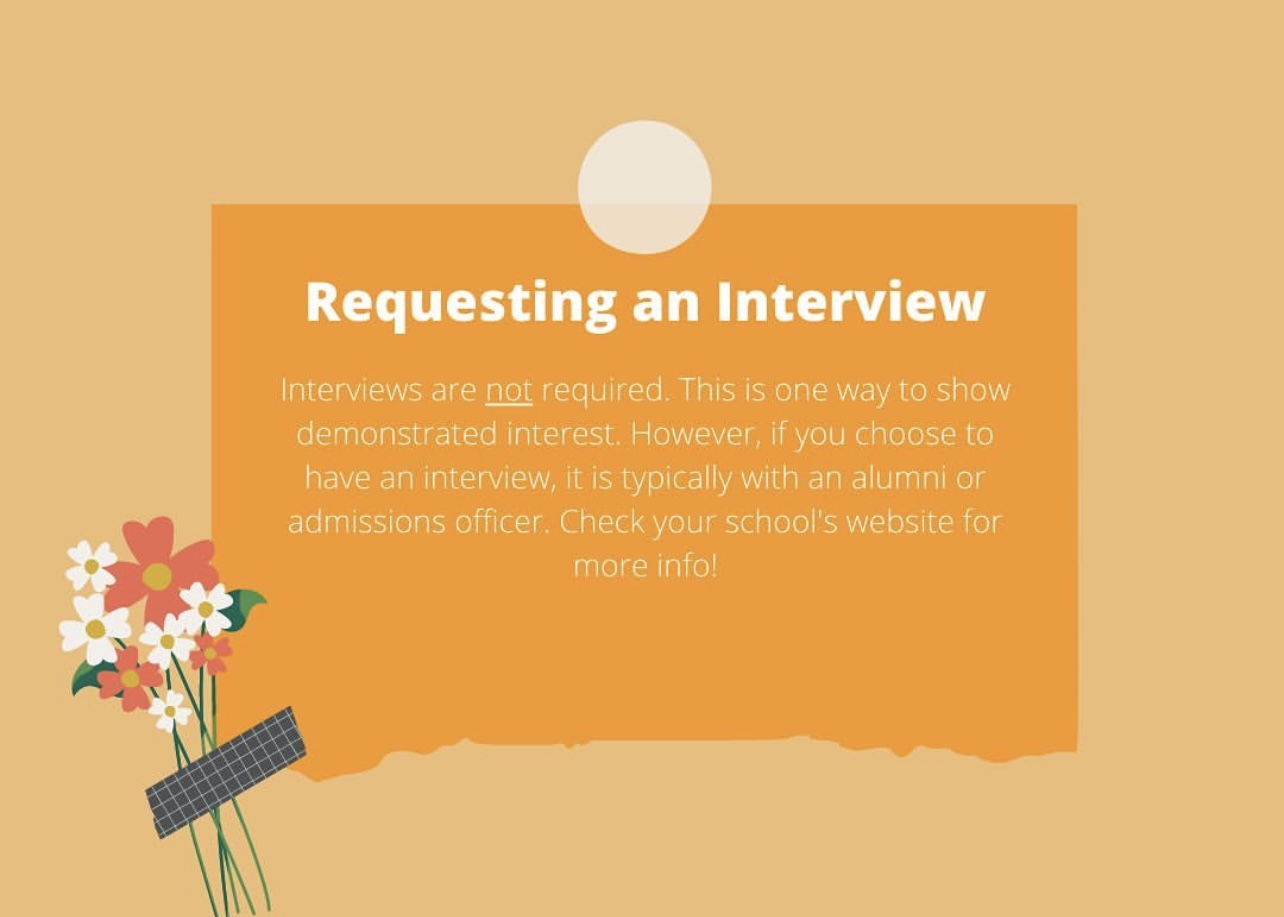 Requesting an Interview
Interviews are not required. This is one way to show
demonstrated interest. However, if you choose to
have an interview, it is typically with an alumni or
admissions officer. Check your school's website for
more info!